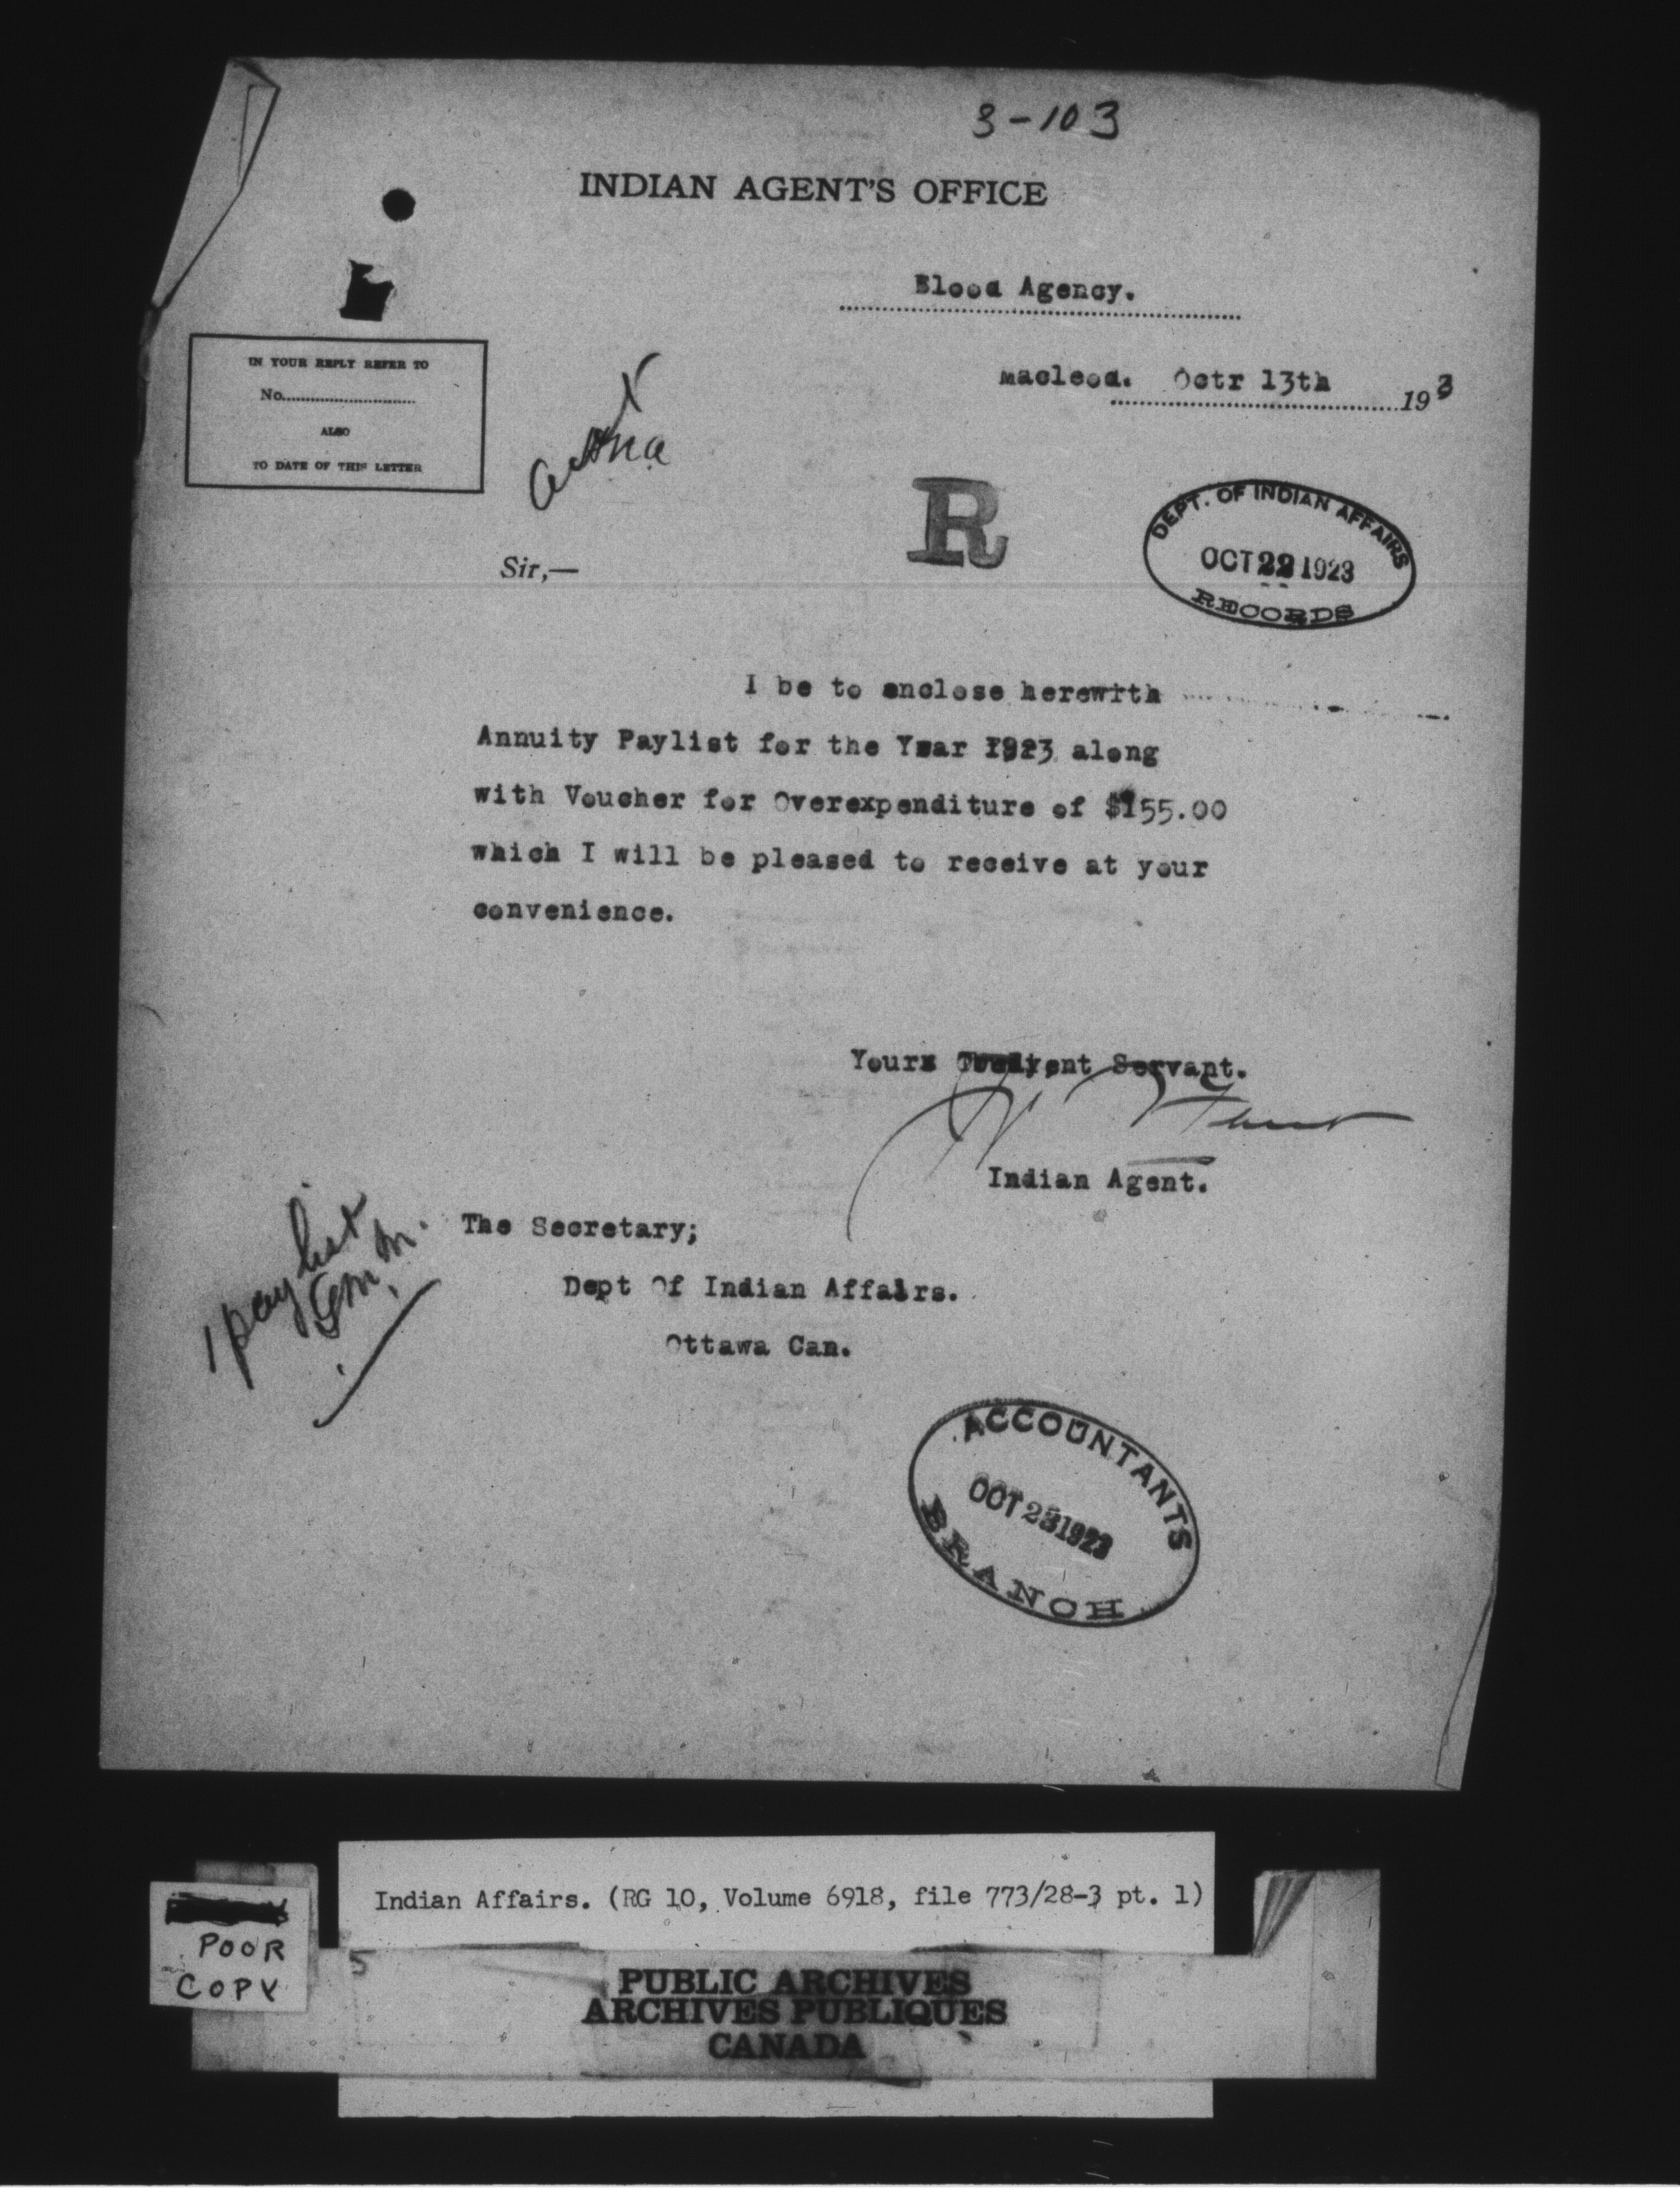 3-103
INDIAN AGENT'S OFFICE
Blood Agency.
Macleod. Octr 13th 193
IN YOUR REPLY REFER TO
No.
ALSO
TO DATE OF THIS LETTER
R
DEPT. OF INDIAN AFFAIRS
OCT 22 1923
RECORDS
Sir,—
I be to enclose herewith
Annuity Paylist for the Year 1923 along
with Voucher for Overexpenditure of $155.00
which I will be pleased to receive at your
convenience.
Yours Servant.
Indian Agent.
1 pay list
The Secretary;
Dept Of Indian Affairs.
Ottawa Can.
ACCOUNTANTS
OCT 23 1923
BRANCH
Indian Affairs. (RG 10, Volume 6918, file 773/28-3 pt. 1)
POOR
COPY
5
PUBLIC ARCHIVES
ARCHIVES PUBLIQUES
CANADA